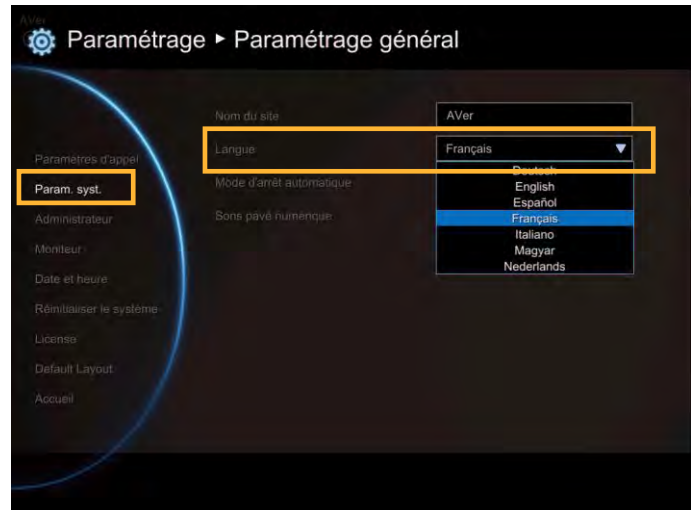 AVer
Paramétrage ► Paramétrage général
Nom du site
AVer
Langue
Français
Paramètres d'appel
Param. syst.
Administrateur
Moniteur
Date et heure
Réinitialiser le système
License
Default Layout
Accueil
Mode d'arrêt automatique
Sons pavé numérique
Deutsch
English
Español
Français
Italiano
Magyar
Nederlands